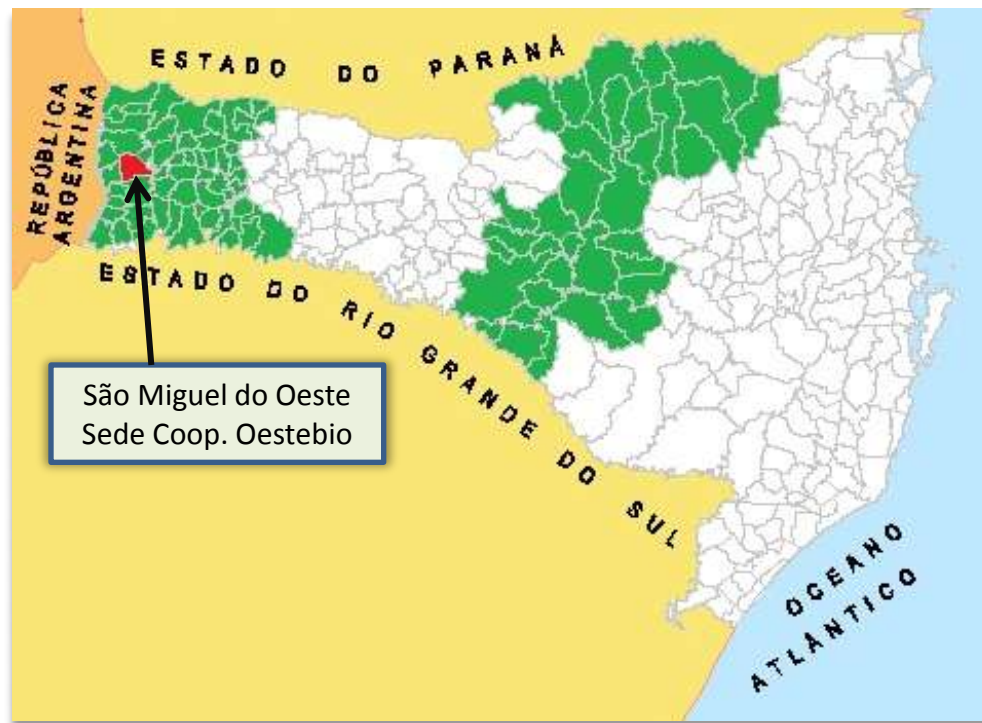 ESTADO DO PARANÁ
REPÚBLICA
ARGENTINA
ESTADO DO RIO GRANDE DO SUL
São Miguel do Oeste
Sede Coop. Oestebio
OCEANO
ATLÂNTICO